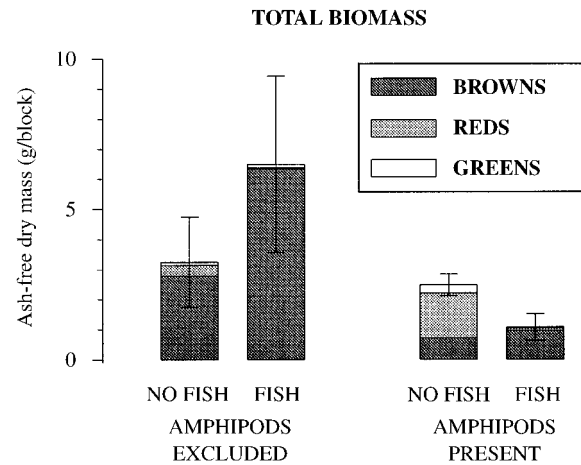 TOTAL BIOMASS
Ash-free dry mass (g/block)
10
5
0
BROWNS
REDS
GREENS
NO FISH FISH NO FISH FISH
AMPHIPODS AMPHIPODS
EXCLUDED PRESENT